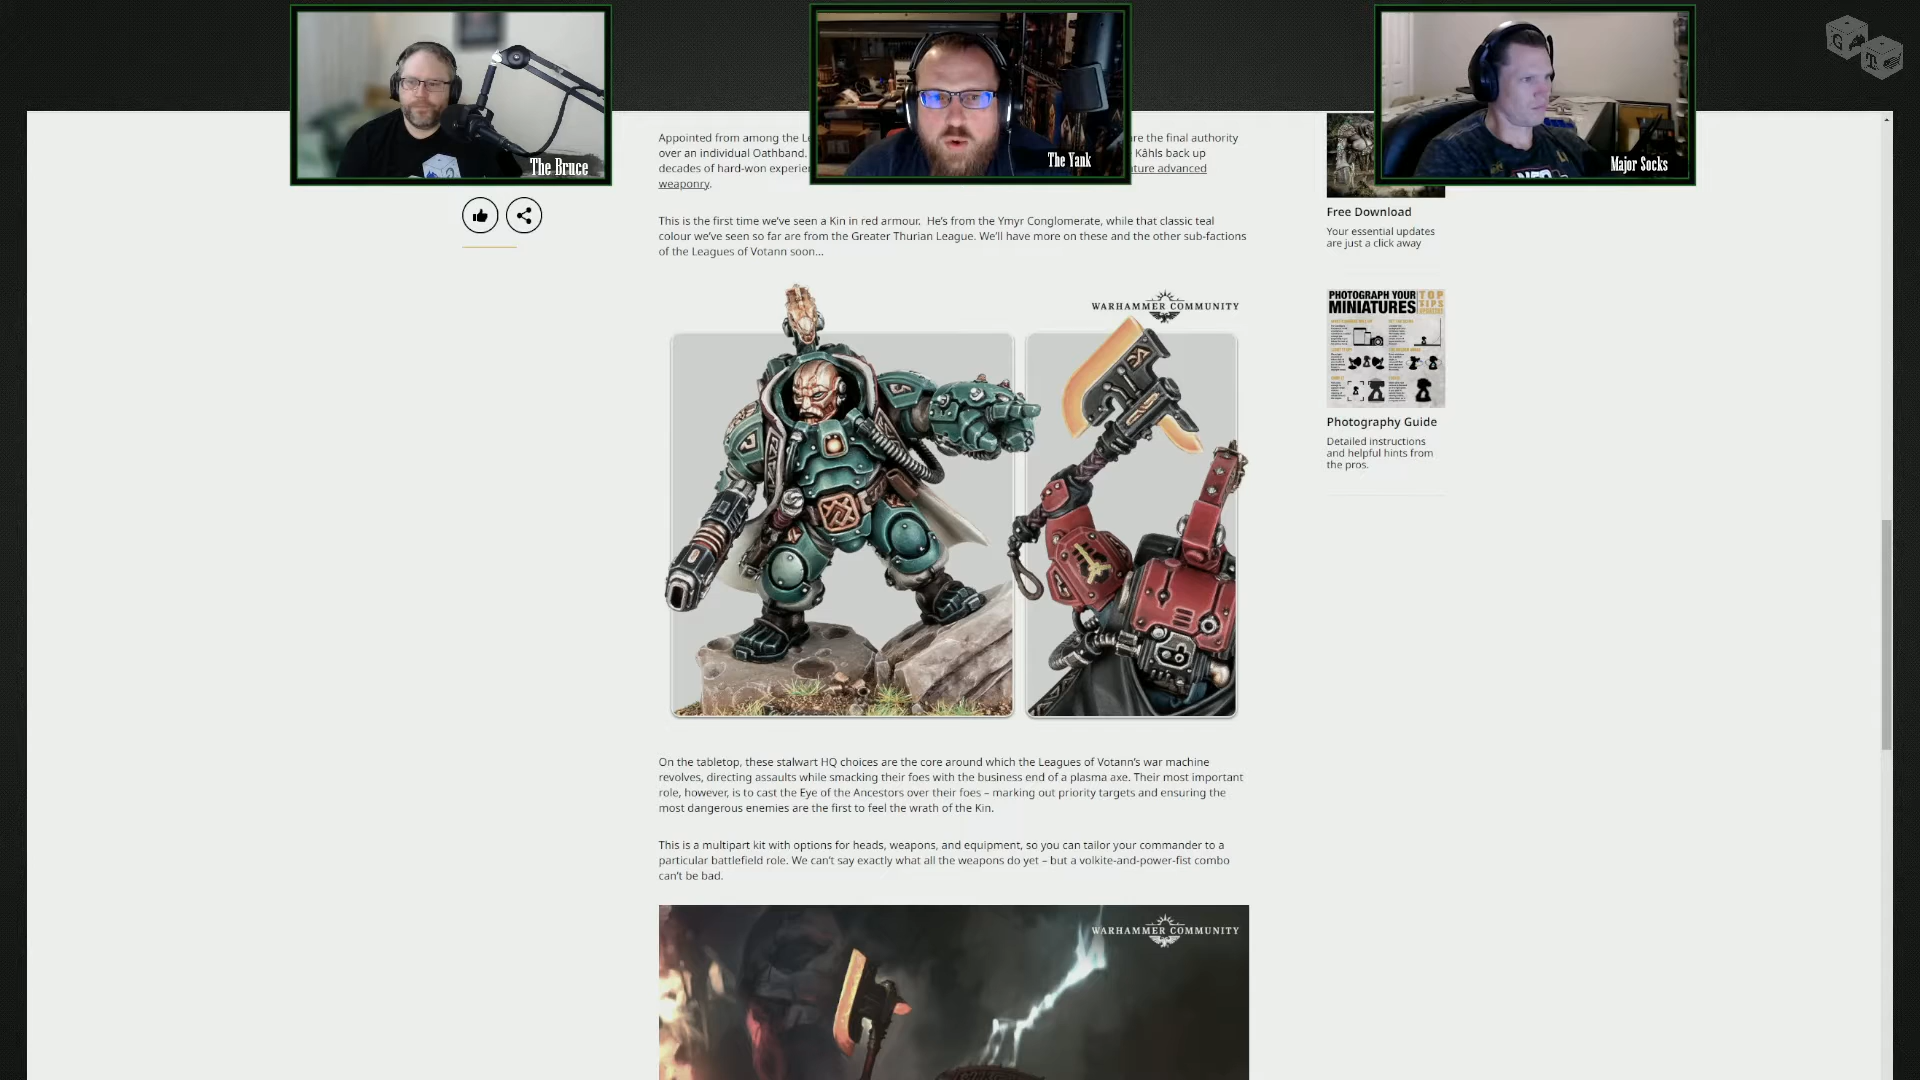 The Bruce
The Yank
Major Socks
G
T
Appointed from among the
re the final authority
over an individual Oathband.
Kâhls back up
decades of hard-won
ture advanced
weaponry.
This is the first time we've seen a Kin in red armour. He's from the Ymyr Conglomerate, while that classic teal
colour we've seen so far are from the Greater Thurian League. We'll have more on these and the other sub-factions
of the Leagues of Votann soon...
WARHAMMER COMMUNITY
On the tabletop, these stalwart HQ choices are the core around which the Leagues of Votann's war machine
revolves, directing assaults while smacking their foes with the business end of a plasma axe. Their most important
role, however, is to cast the Eye of the Ancestors over their foes – marking out priority targets and ensuring the
most dangerous enemies are the first to feel the wrath of the Kin.
This is a multipart kit with options for heads, weapons, and equipment, so you can tailor your commander to a
particular battlefield role. We can't say exactly what all the weapons do yet – but a volkite-and-power-fist combo
can't be bad.
WARHAMMER COMMUNITY
Free Download
Your essential updates
are just a click away
PHOTOGRAPH YOUR
MINIATURES
TOP
TIPS
Photography Guide
Detailed instructions
and helpful hints from
the pros.